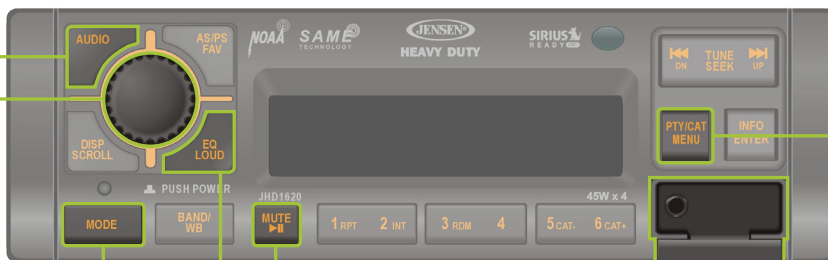 AUDIO
AS/PS
FAV
NOAA
S.A.M.E
TECHNOLOGY
JENSEN®
HEAVY DUTY
SIRIUS
READY SR
DN
TUNE
SEEK
UP
DISP
SCROLL
EQ
LOUD
PTY/CAT
MENU
INFO
ENTER
PUSH POWER
JHD1620
45W x 4
MODE
BAND/
WB
MUTE
1 RPT 2 INT
3 RDM 4
5 CAT- 6 CAT+